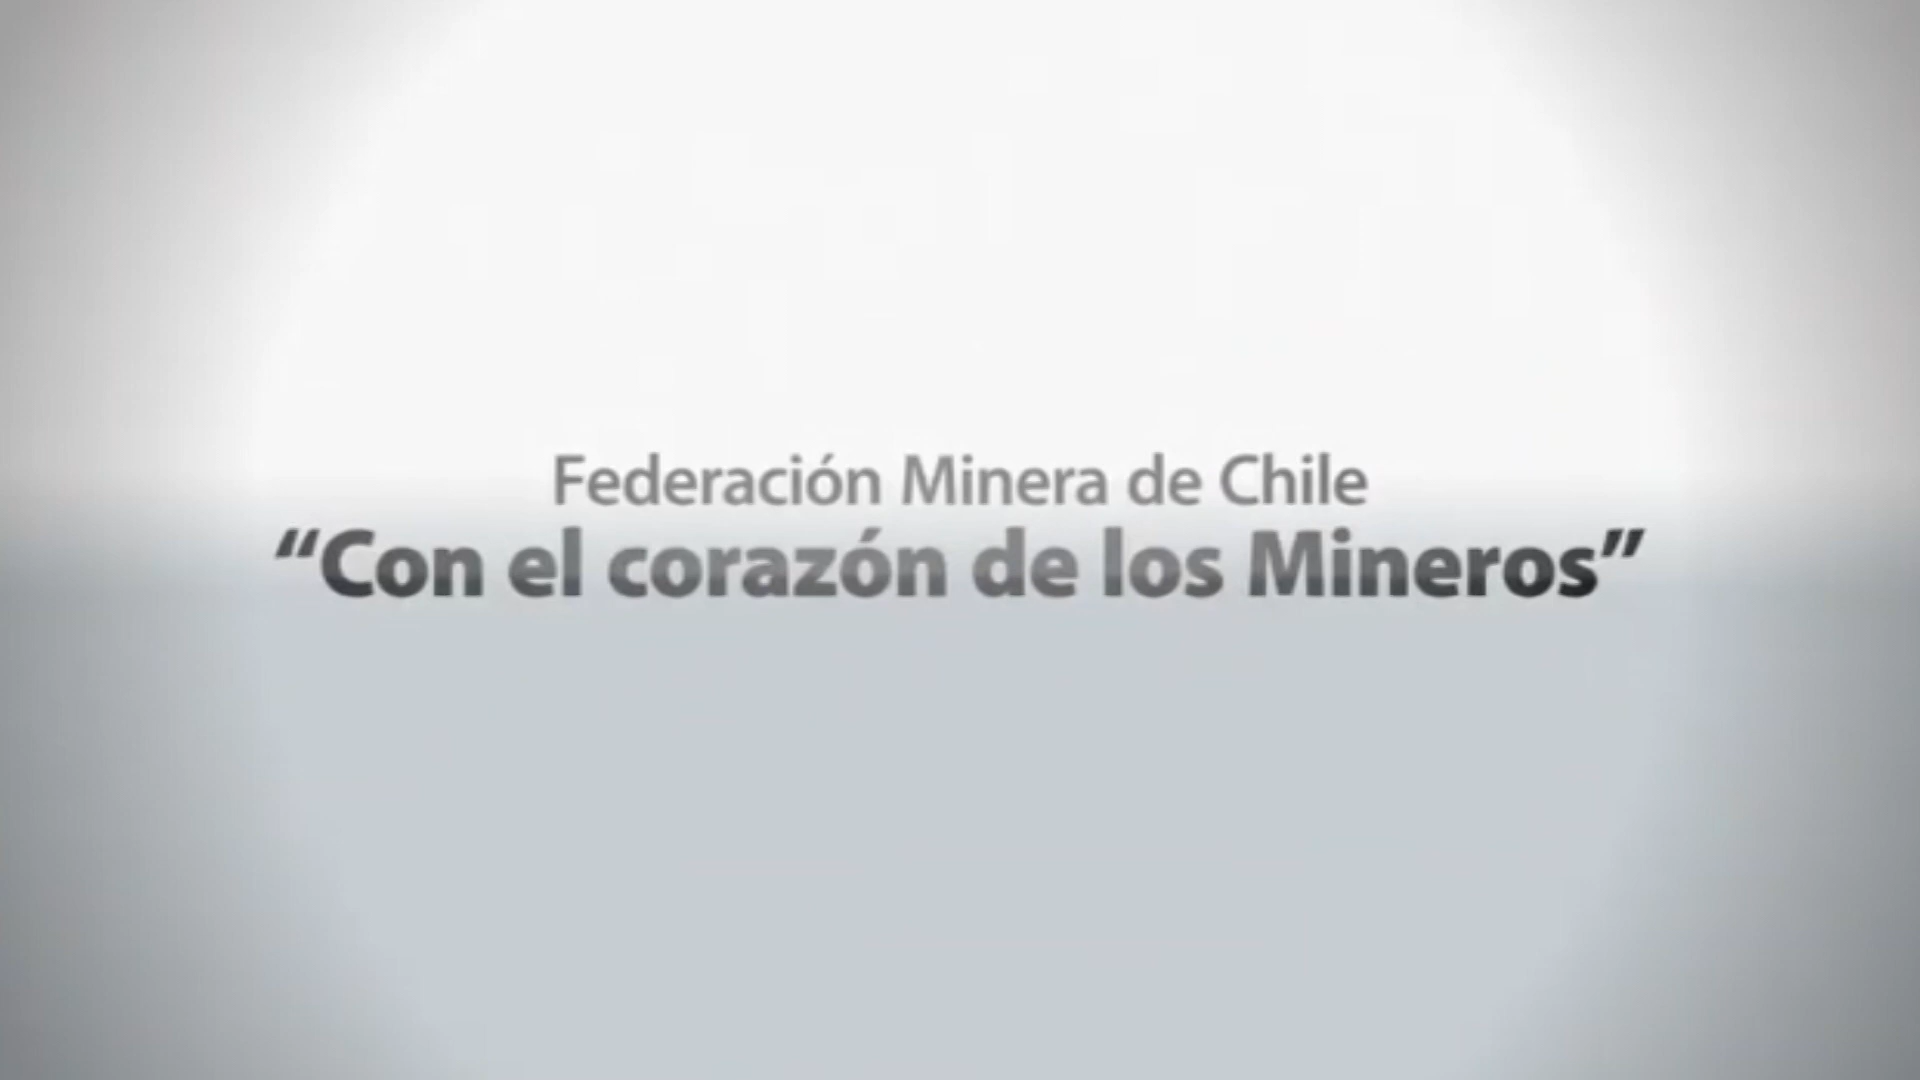 Federación Minera de Chile
“Con el corazón de los Mineros”